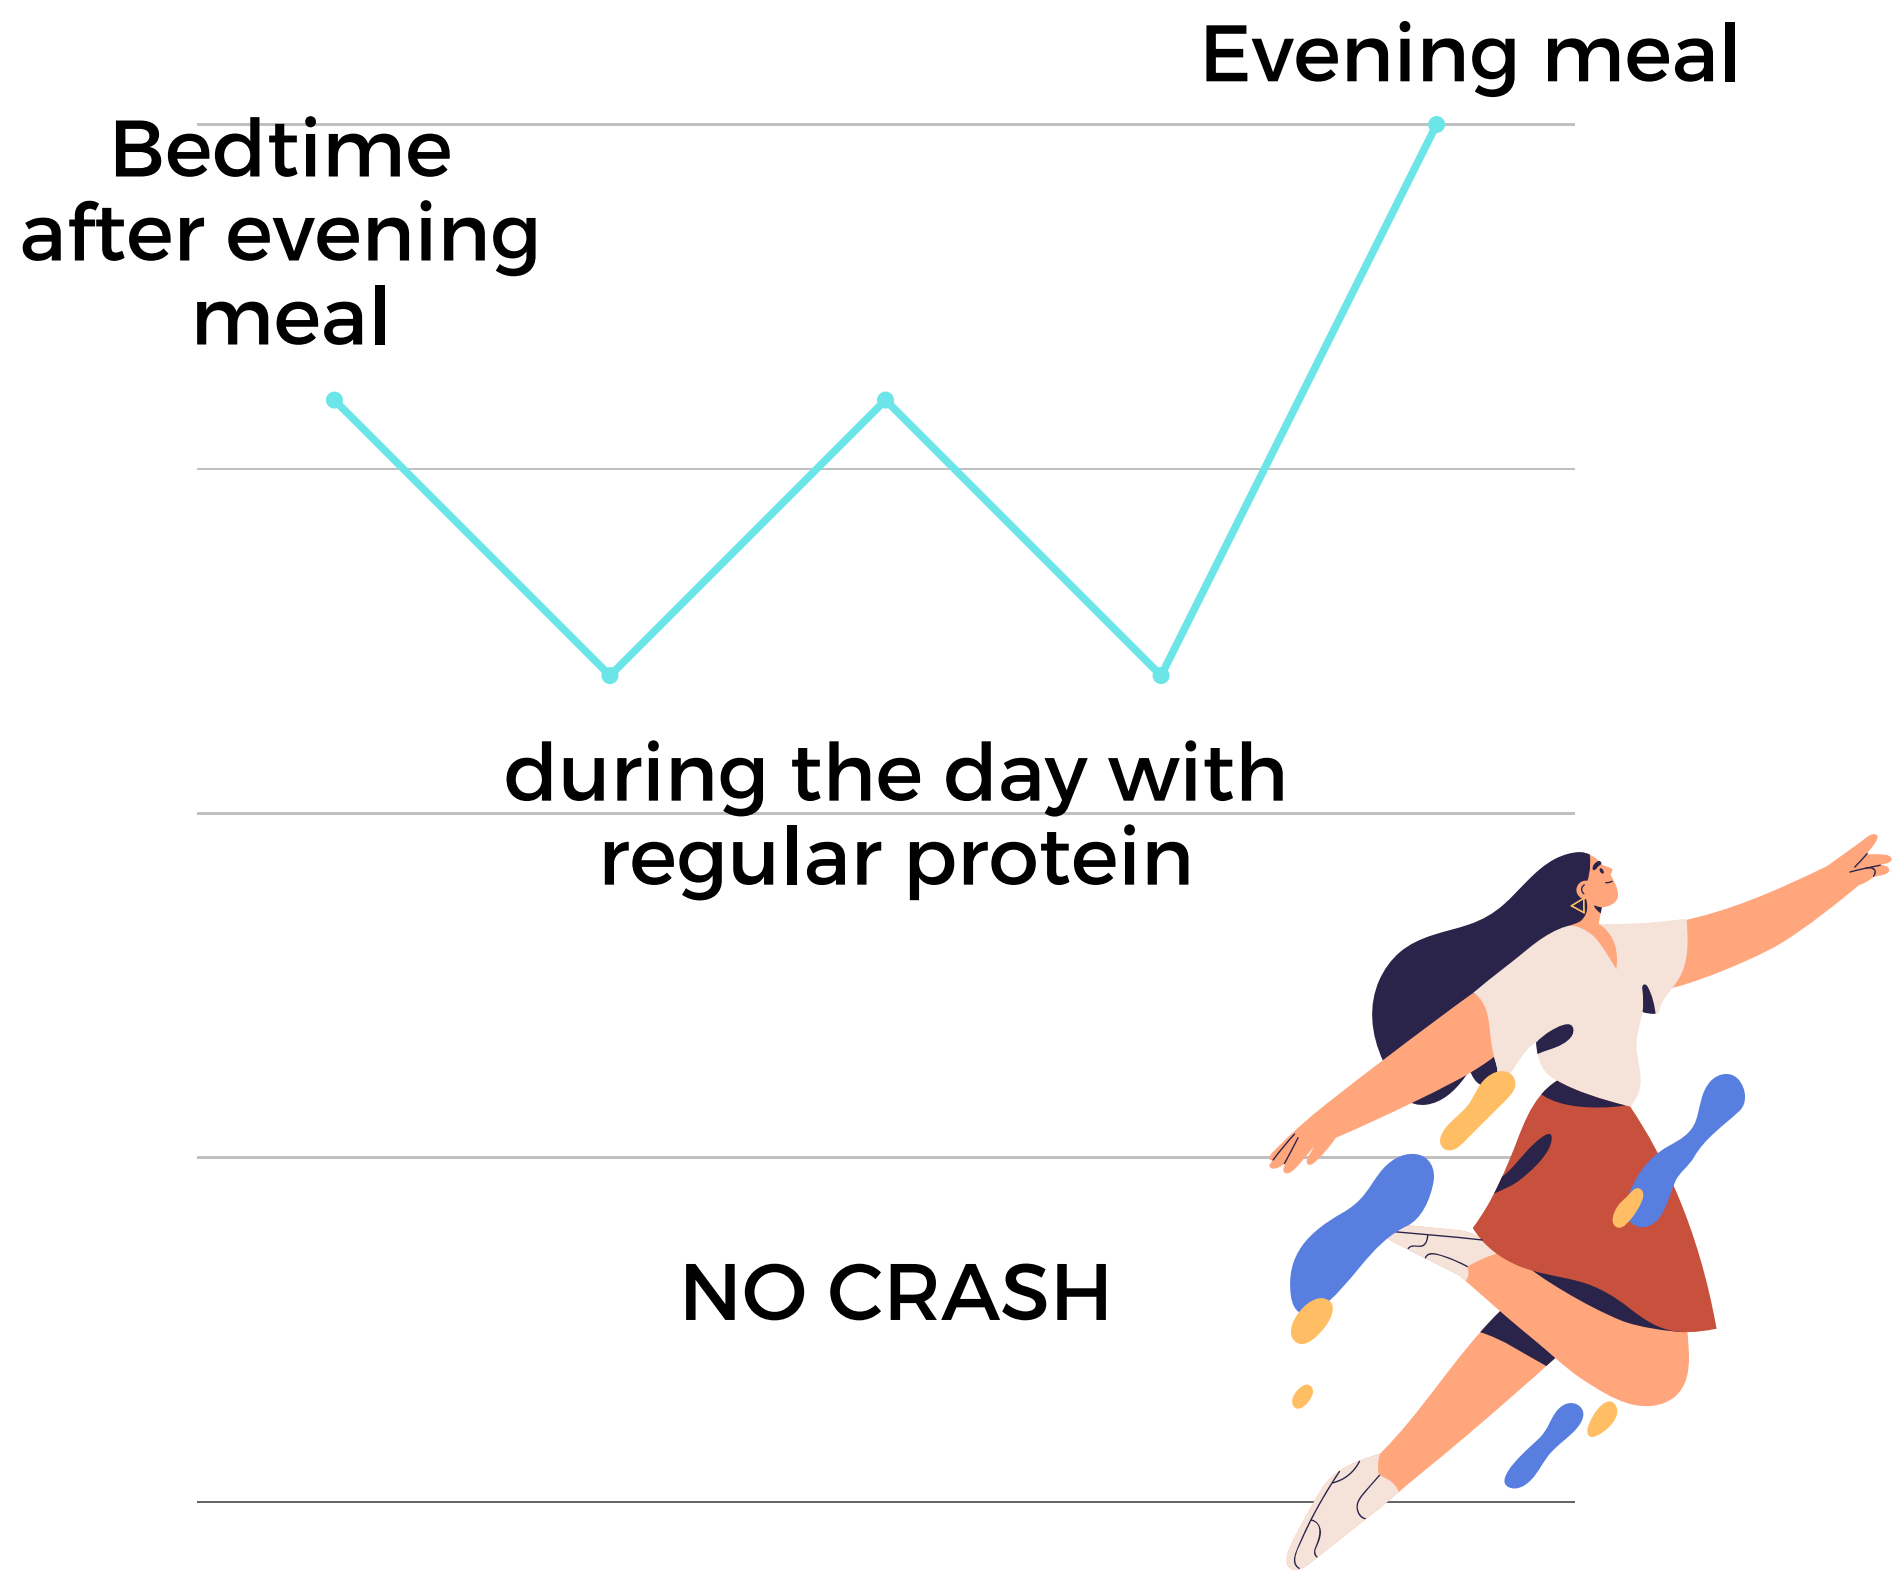 Evening meal
Bedtime
after evening
meal
during the day with
regular protein
NO CRASH